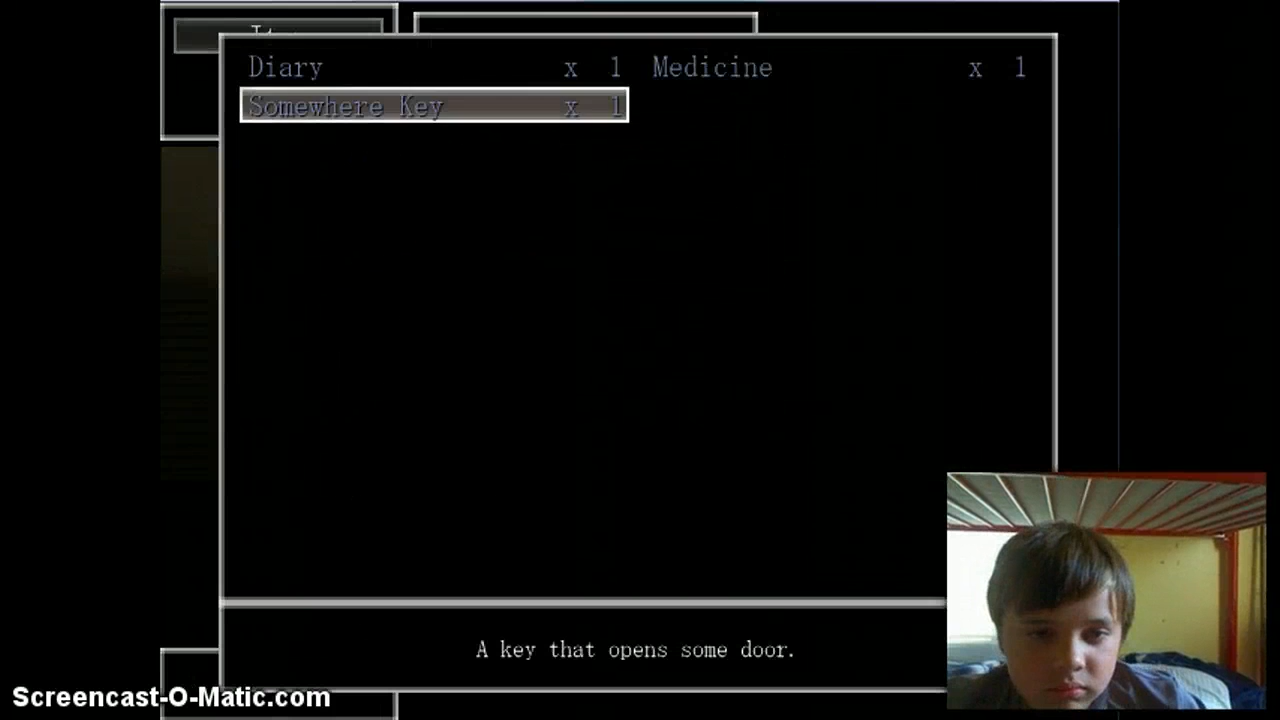 Diary x 1 Medicine x 1
Somewhere Key x 1
A key that opens some door.
Screencast-O-Matic.com